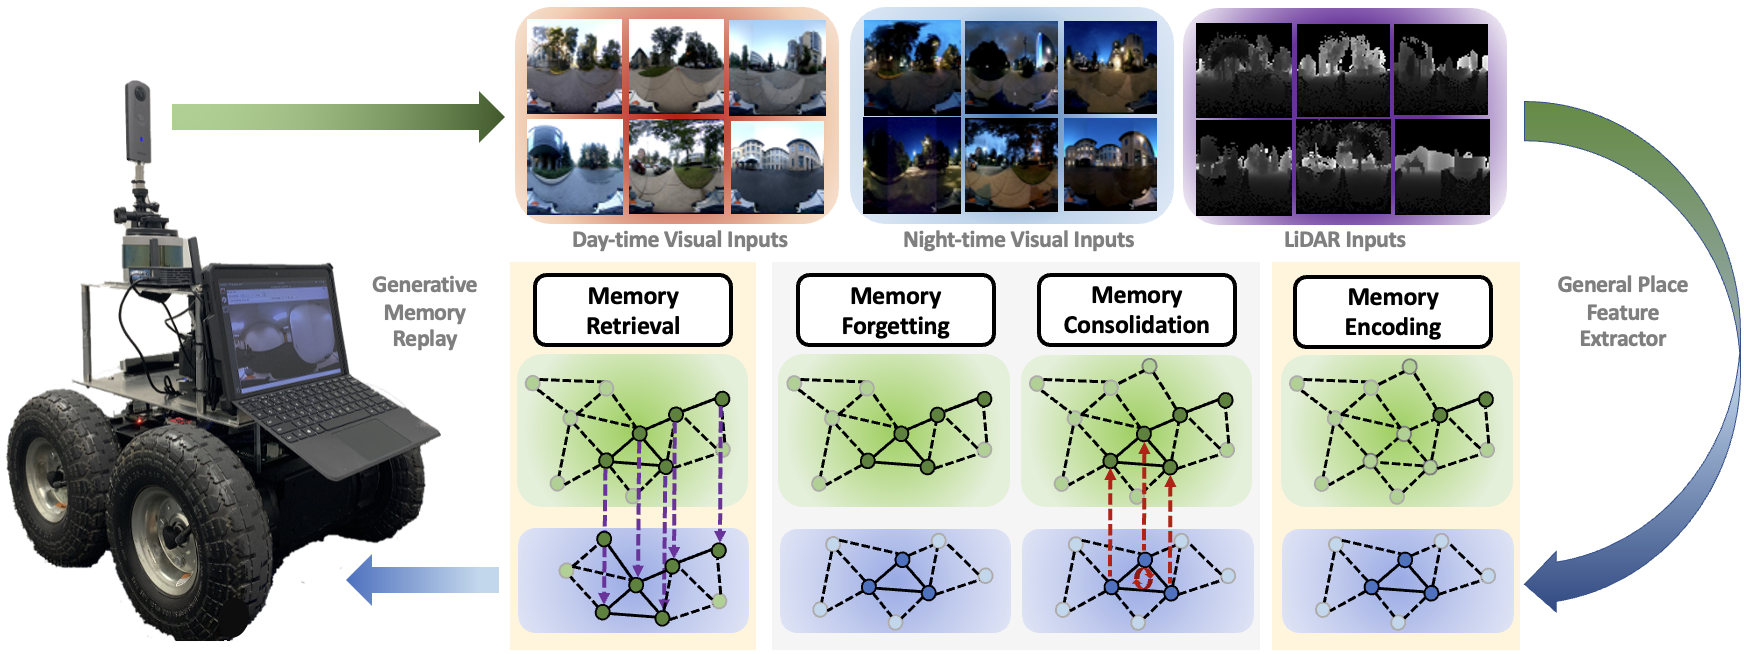 Day-time Visual Inputs
Night-time Visual Inputs
LiDAR Inputs
Generative
Memory
Replay
Memory
Retrieval
Memory
Forgetting
Memory
Consolidation
Memory
Encoding
General Place
Feature
Extractor